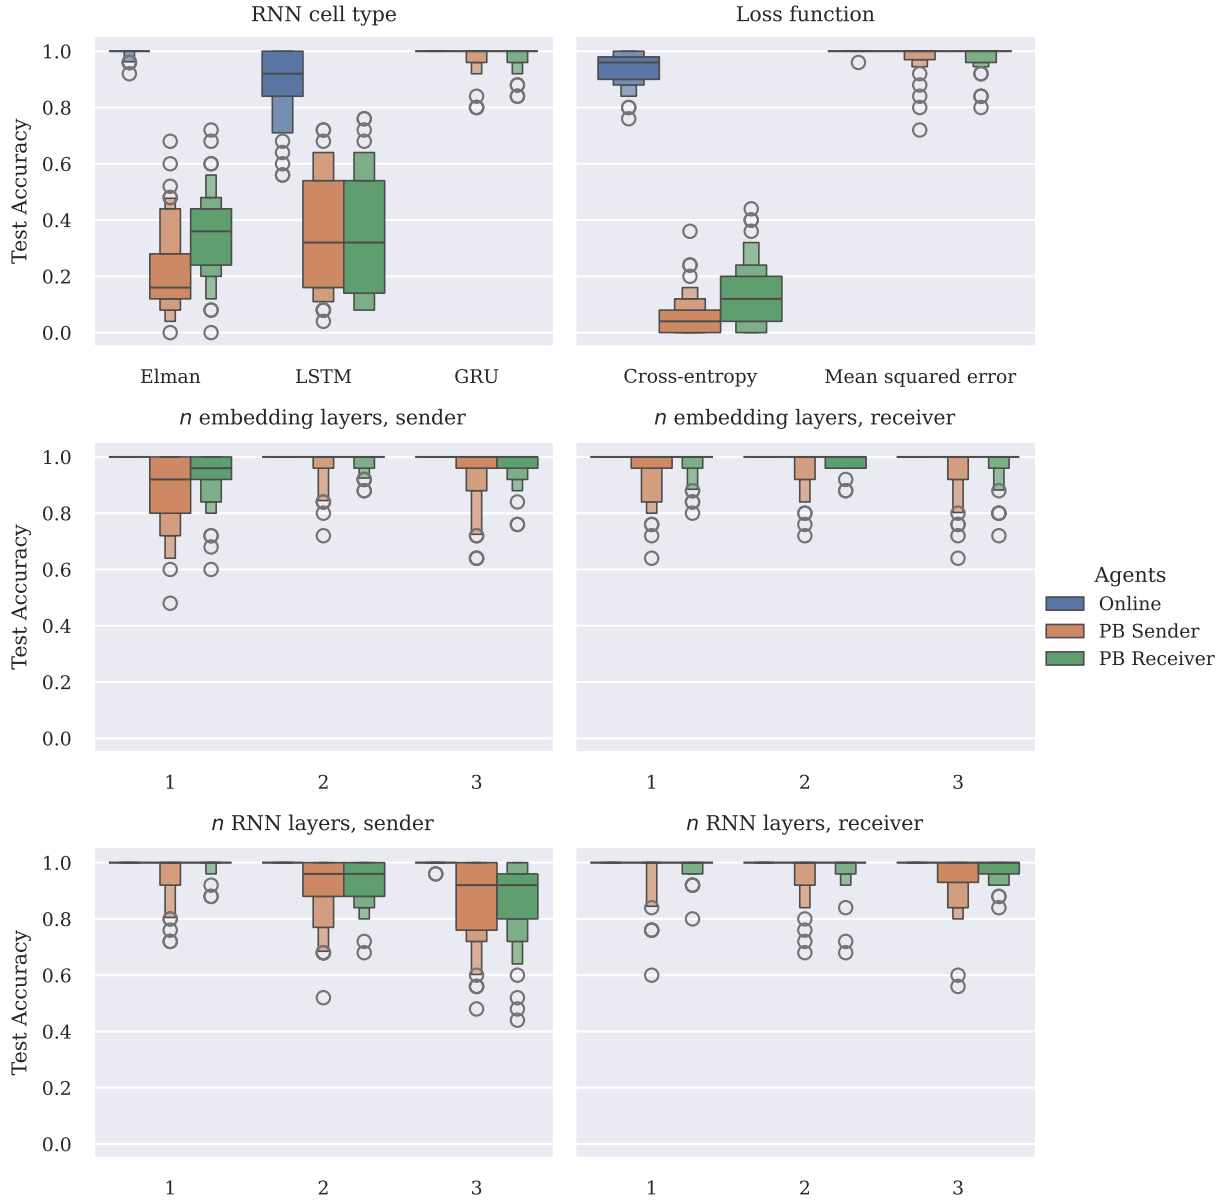 RNN cell type
Loss function
Test Accuracy
1.0
0.8
0.6
0.4
0.2
0.0
Elman LSTM GRU
Cross-entropy Mean squared error
n embedding layers, sender
n embedding layers, receiver
Test Accuracy
1.0
0.8
0.6
0.4
0.2
0.0
1 2 3
1 2 3
Agents
Online
PB Sender
PB Receiver
n RNN layers, sender
n RNN layers, receiver
Test Accuracy
1.0
0.8
0.6
0.4
0.2
0.0
1 2 3
1 2 3